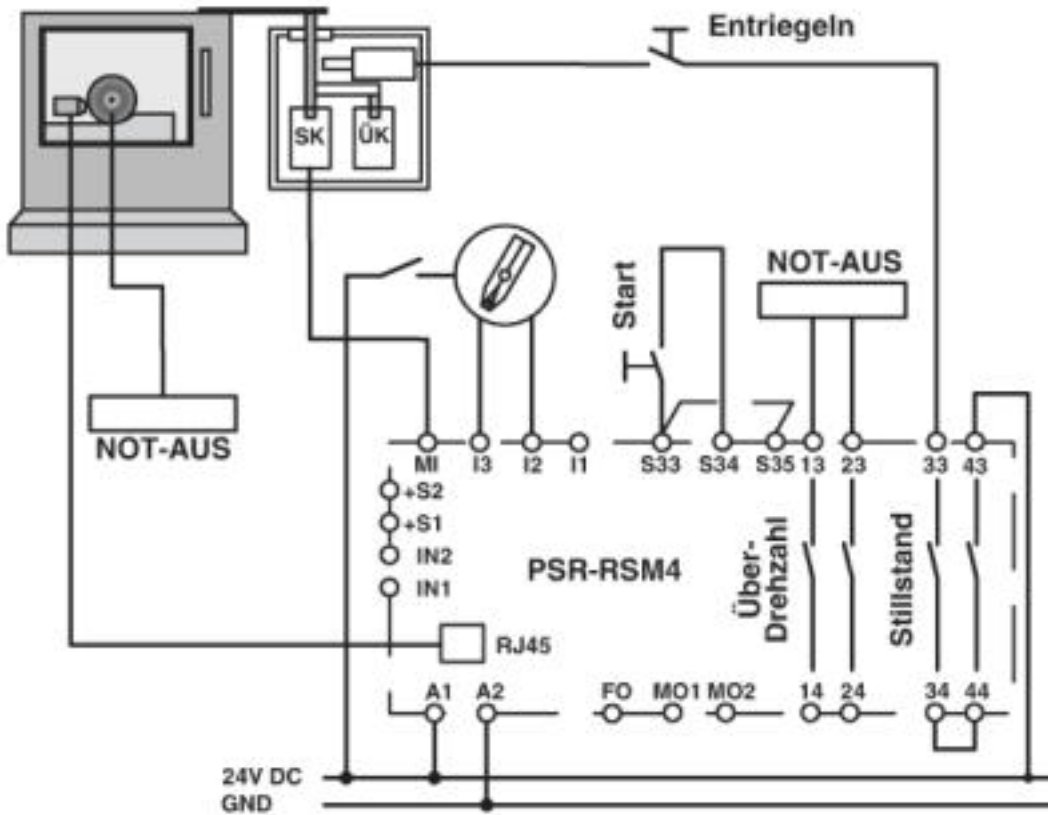 Entriegeln
SK
ÜK
NOT-AUS
Start
NOT-AUS
MI
I3
I2
I1
S33
S34
S35
13
23
33
43
+S2
+S1
IN2
IN1
PSR-RSM4
Über-
Drehzahl
Stillstand
RJ45
A1
A2
FO
MO1
MO2
14
24
34
44
24V DC
GND